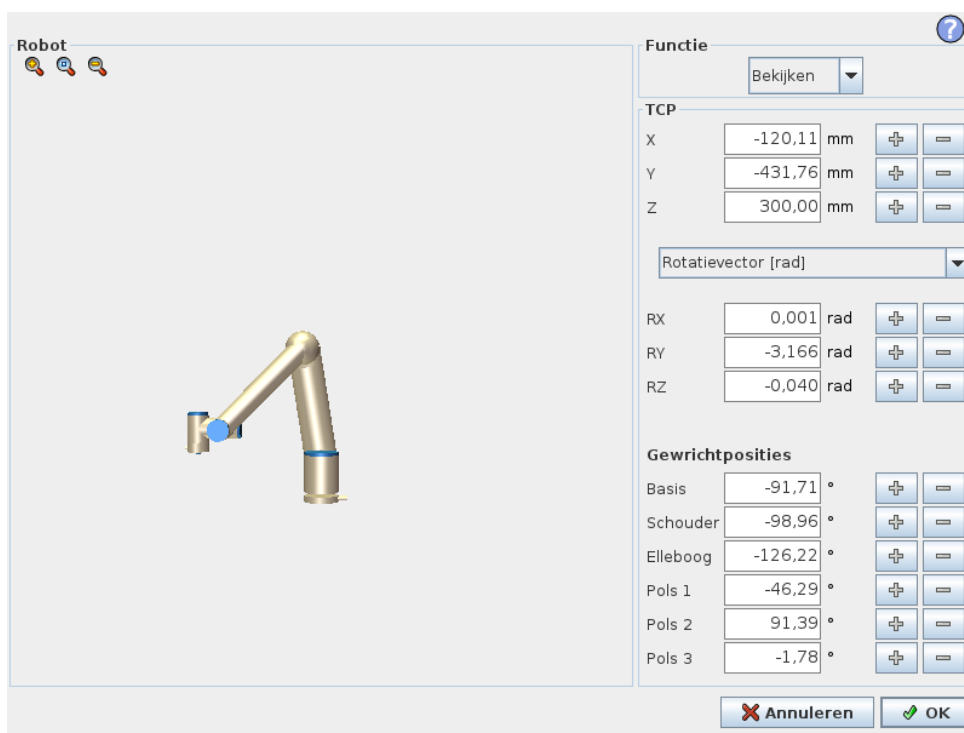 ?
Robot
Functie
Bekijken
TCP
X -120,11 mm
Y -431,76 mm
Z 300,00 mm
Rotatievector [rad]
RX 0,001 rad
RY -3,166 rad
RZ -0,040 rad
Gewrichtposities
Basis -91,71 °
Schouder -98,96 °
Elleboog -126,22 °
Pols 1 -46,29 °
Pols 2 91,39 °
Pols 3 -1,78 °
Annuleren OK